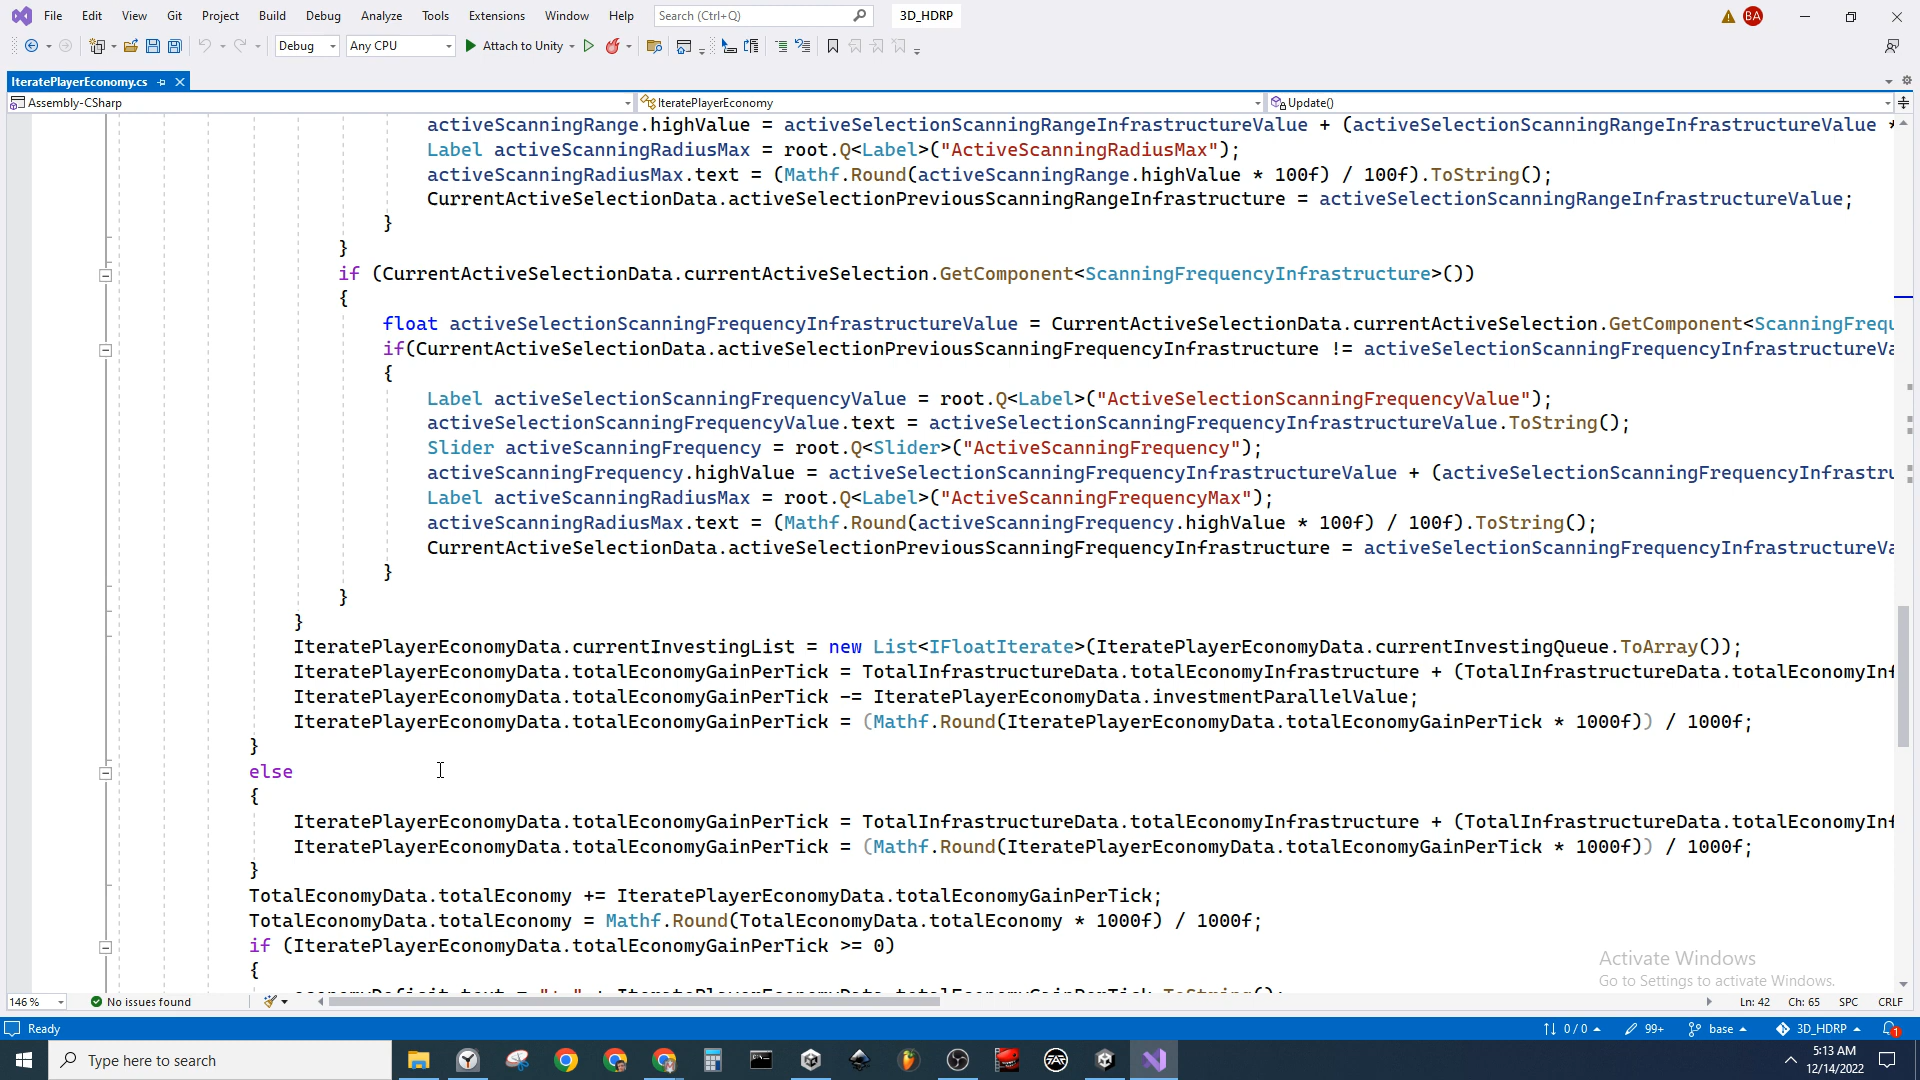 File Edit View Git Project Build Debug Analyze Tools Extensions Window Help Search (Ctrl+Q) 3D_HDRP BA
Debug Any CPU Attach to Unity
IteratePlayerEconomy.cs
Assembly-CSharp IteratePlayerEconomy Update()
activeScanningRange.highValue = activeSelectionScanningRangeInfrastructureValue + (activeSelectionScanningRangeInfrastructureValue *
Label activeScanningRadiusMax = root.Q<Label>("ActiveScanningRadiusMax");
activeScanningRadiusMax.text = (Mathf.Round(activeScanningRange.highValue * 100f) / 100f).ToString();
CurrentActiveSelectionData.activeSelectionPreviousScanningRangeInfrastructure = activeSelectionScanningRangeInfrastructureValue;
}
}
if (CurrentActiveSelectionData.currentActiveSelection.GetComponent<ScanningFrequencyInfrastructure>())
{
float activeSelectionScanningFrequencyInfrastructureValue = CurrentActiveSelectionData.currentActiveSelection.GetComponent<ScanningFrequ
if(CurrentActiveSelectionData.activeSelectionPreviousScanningFrequencyInfrastructure != activeSelectionScanningFrequencyInfrastructureVa
{
Label activeSelectionScanningFrequencyValue = root.Q<Label>("ActiveSelectionScanningFrequencyValue");
activeSelectionScanningFrequencyValue.text = activeSelectionScanningFrequencyInfrastructureValue.ToString();
Slider activeScanningFrequency = root.Q<Slider>("ActiveScanningFrequency");
activeScanningFrequency.highValue = activeSelectionScanningFrequencyInfrastructureValue + (activeSelectionScanningFrequencyInfrastru
Label activeScanningRadiusMax = root.Q<Label>("ActiveScanningFrequencyMax");
activeScanningRadiusMax.text = (Mathf.Round(activeScanningFrequency.highValue * 100f) / 100f).ToString();
CurrentActiveSelectionData.activeSelectionPreviousScanningFrequencyInfrastructure = activeSelectionScanningFrequencyInfrastructureVa
}
}
}
IteratePlayerEconomyData.currentInvestingList = new List<IFloatIterate>(IteratePlayerEconomyData.currentInvestingQueue.ToArray());
IteratePlayerEconomyData.totalEconomyGainPerTick = TotalInfrastructureData.totalEconomyInfrastructure + (TotalInfrastructureData.totalEconomyInf
IteratePlayerEconomyData.totalEconomyGainPerTick -= IteratePlayerEconomyData.investmentParallelValue;
IteratePlayerEconomyData.totalEconomyGainPerTick = (Mathf.Round(IteratePlayerEconomyData.totalEconomyGainPerTick * 1000f)) / 1000f;
}
else
{
IteratePlayerEconomyData.totalEconomyGainPerTick = TotalInfrastructureData.totalEconomyInfrastructure + (TotalInfrastructureData.totalEconomyInf
IteratePlayerEconomyData.totalEconomyGainPerTick = (Mathf.Round(IteratePlayerEconomyData.totalEconomyGainPerTick * 1000f)) / 1000f;
}
TotalEconomyData.totalEconomy += IteratePlayerEconomyData.totalEconomyGainPerTick;
TotalEconomyData.totalEconomy = Mathf.Round(TotalEconomyData.totalEconomy * 1000f) / 1000f;
if (IteratePlayerEconomyData.totalEconomyGainPerTick >= 0)
{
Activate Windows
Go to Settings to activate Windows.
146 % No issues found Ln: 42 Ch: 65 SPC CRLF
Ready 0 / 0 99+ base 3D_HDRP 1
Type here to search 5:13 AM
12/14/2022